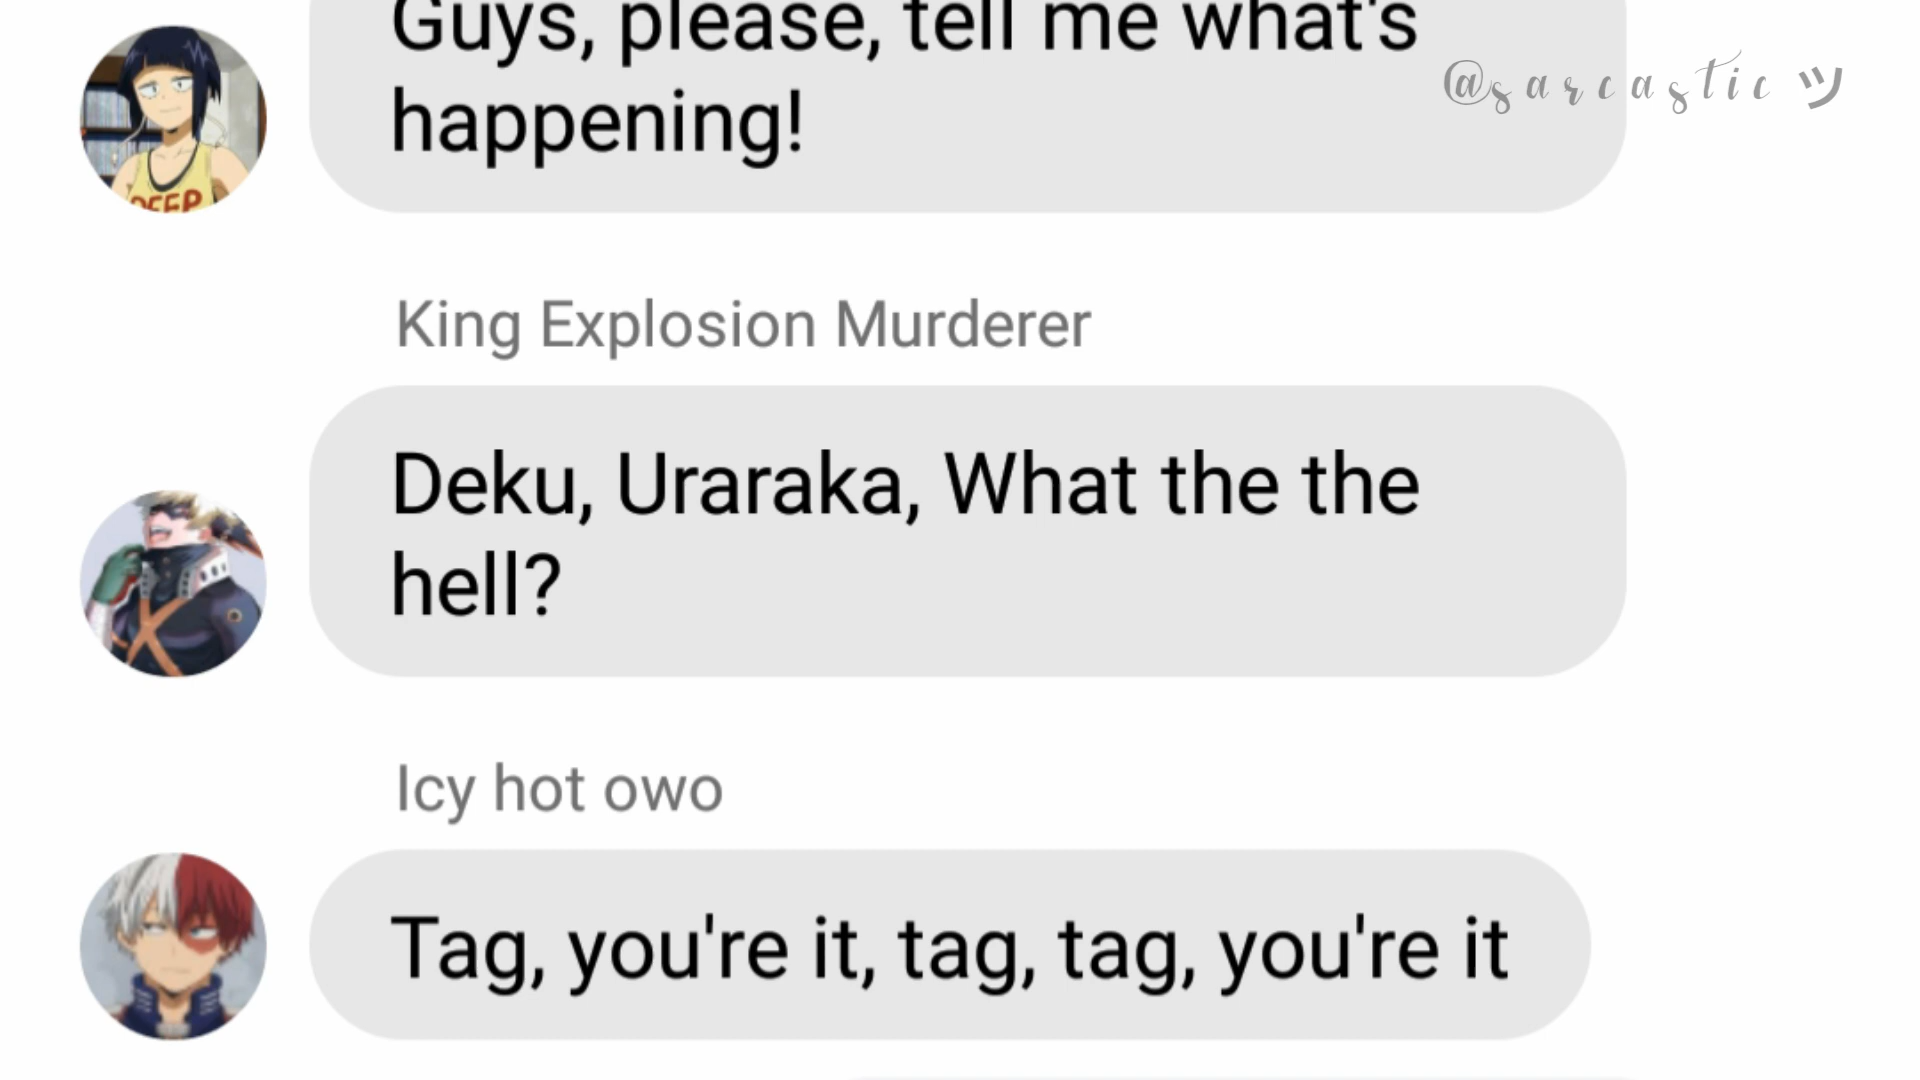 Guys, please, tell me what's
@sarcastic ツ
happening!
DEEP
King Explosion Murderer
Deku, Uraraka, What the the
hell?
Icy hot owo
Tag, you're it, tag, tag, you're it